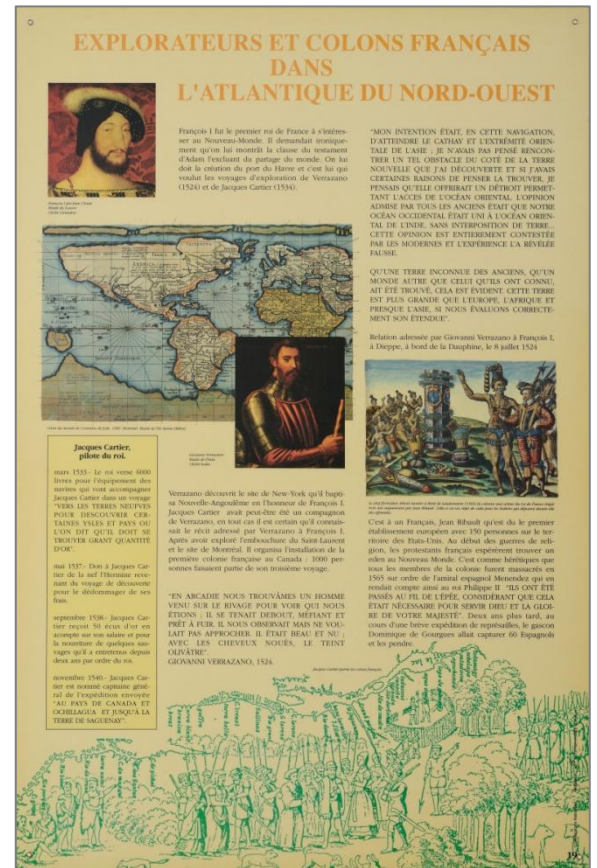 EXPLORATEURS ET COLONS FRANÇAIS
DANS
L'ATLANTIQUE DU NORD-OUEST
François I fut le premier roi de France à s'intéres-
ser au Nouveau-Monde. Il demandait ironique-
ment qu'on lui montrât la clause du testament
d'Adam l'excluant du partage du monde. On lui
doit la création du port du Havre et c'est lui qui
voulut les voyages d'exploration de Verrazano
(1524) et de Jacques Cartier (1534).
Musée du Louvre
Jacques Cartier,
pilote du roi.
mars 1533.- Le roi verse 6000
livres pour l'équipement des
navires qui vont accompagner
Jacques Cartier dans un voyage
"VERS LES TERRES NEUFVES
POUR DESCOUVRIR CER-
TAINES YSLES ET PAYS OU
L'ON DIT QU'IL DOIT SE
TROUVER GRANT QUANTITÉ
D'OR".
mai 1537.- Don à Jacques Car-
tier de la nef l'Hermine reve-
nant du voyage de découverte
pour le dédommager de ses
frais.
septembre 1538.- Jacques Car-
tier reçoit 50 écus d'or en
acompte sur son salaire et pour
la nourriture de quelques sau-
vages qu'il a entretenus depuis
deux ans par ordre du roi.
novembre 1540.- Jacques Car-
tier est nommé capitaine géné-
ral de l'expédition envoyée
"AU PAYS DE CANADA ET
OCHILLAGUA ET JUSQU'À LA
TERRE DE SAGUENAY".
Verrazano découvrit le site de New-York qu'il bapti-
sa Nouvelle-Angoulême en l'honneur de François I.
Jacques Cartier avait peut-être été un compagnon
de Verrazano, en tout cas il est certain qu'il connais-
sait le récit adressé par Verrazano à François I.
Après avoir exploré l'embouchure du Saint-Laurent
et le site de Montréal. Il organisa l'installation de la
première colonie française au Canada : 1000 per-
sonnes faisaient partie de son troisième voyage.
"EN ARCADIE NOUS TROUVÂMES UN HOMME
VENU SUR LE RIVAGE POUR VOIR QUI NOUS
ÉTIONS ; IL SE TENAIT DEBOUT, MÉFIANT ET
PRÊT À FUIR. IL NOUS OBSERVAIT MAIS NE VOU-
LAIT PAS APPROCHER. IL ÉTAIT BEAU ET NU ;
AVEC LES CHEVEUX NOUÉS, LE TEINT
OLIVÂTRE".
GIOVANNI VERRAZANO, 1524.
"MON INTENTION ÉTAIT, EN CETTE NAVIGATION,
D'ATTEINDRE LE CATHAY ET L'EXTRÉMITÉ ORIEN-
TALE DE L'ASIE ; JE N'AVAIS PAS PENSÉ RENCON-
TRER UN TEL OBSTACLE DU COTÉ DE LA TERRE
NOUVELLE QUE J'AI DÉCOUVERTE ET SI J'AVAIS
CERTAINES RAISONS DE PENSER LA TROUVER, JE
PENSAIS QU'ELLE OFFRIRAIT UN DÉTROIT PERMET-
TANT L'ACCES DE L'OCÉAN ORIENTAL. L'OPINION
ADMISE PAR TOUS LES ANCIENS ÉTAIT QUE NOTRE
OCÉAN OCCIDENTAL ÉTAIT UNI À L'OCÉAN ORIEN-
TAL DE L'INDE, SANS INTERPOSITION DE TERRE...
CETTE OPINION EST ENTIEREMENT CONTESTÉE
PAR LES MODERNES ET L'EXPÉRIENCE L'A RÉVÉLÉE
FAUSSE.
QU'UNE TERRE INCONNUE DES ANCIENS, QU'UN
MONDE AUTRE QUE CELUI QU'ILS ONT CONNU,
AIT ÉTÉ TROUVÉ, CELA EST ÉVIDENT. CETTE TERRE
EST PLUS GRANDE QUE L'EUROPE, L'AFRIQUE ET
PRESQUE L'ASIE, SI NOUS ÉVALUONS CORRECTE-
MENT SON ÉTENDUE".
Relation adressée par Giovanni Verrazano à François I,
à Dieppe, à bord de la Dauphine, le 8 juillet 1524
C'est à un Français, Jean Ribault qu'est du le premier
établissement européen avec 150 personnes sur le ter-
ritoire des Etats-Unis. Au début des guerres de reli-
gion, les protestants français espérèrent trouver un
eden au Nouveau Monde. C'est comme hérétiques que
tous les membres de la colonie furent massacrés en
1565 sur ordre de l'amiral espagnol Menendez qui en
rendait compte ainsi au roi Philippe II "ILS ONT ÉTÉ
PASSÉS AU FIL DE L'ÉPÉE, CONSIDÉRANT QUE CELA
ÉTAIT NÉCESSAIRE POUR SERVIR DIEU ET LA GLOI-
RE DE VOTRE MAJESTÉ". Deux ans plus tard, au
cours d'une brève expédition de représailles, le gascon
Dominique de Gourgues allait capturer 60 Espagnols
et les pendre.
19